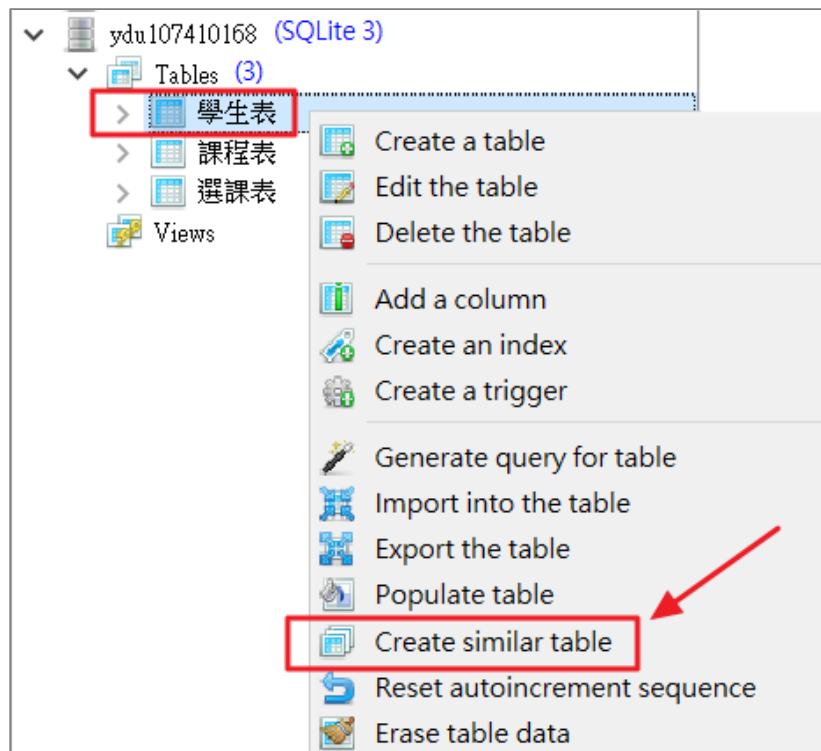 ydu107410168 (SQLite 3)
Tables (3)
學生表
課程表
選課表
Views
Create a table
Edit the table
Delete the table
Add a column
Create an index
Create a trigger
Generate query for table
Import into the table
Export the table
Populate table
Create similar table
Reset autoincrement sequence
Erase table data